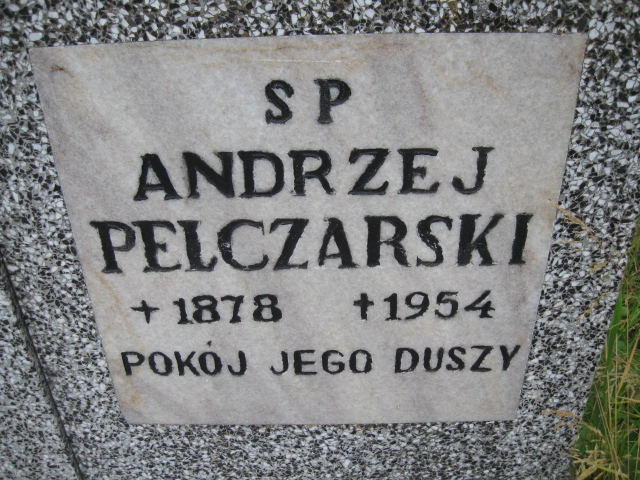 SP
ANDRZEJ
PELCZARSKI
+1878 †1954
POKÓJ JEGO DUSZY